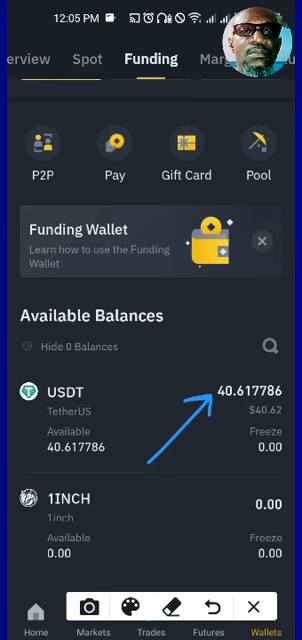 12:05 PM
erview Spot Funding Mar
P2P Pay Gift Card Pool
Funding Wallet
Learn how to use the Funding
Wallet
Available Balances
Hide 0 Balances
USDT 40.617786
TetherUS $40.62
Available Freeze
40.617786 0.00
1INCH 0.00
1inch
Available Freeze
0.00 0.00
Home Markets Trades Futures Wallets